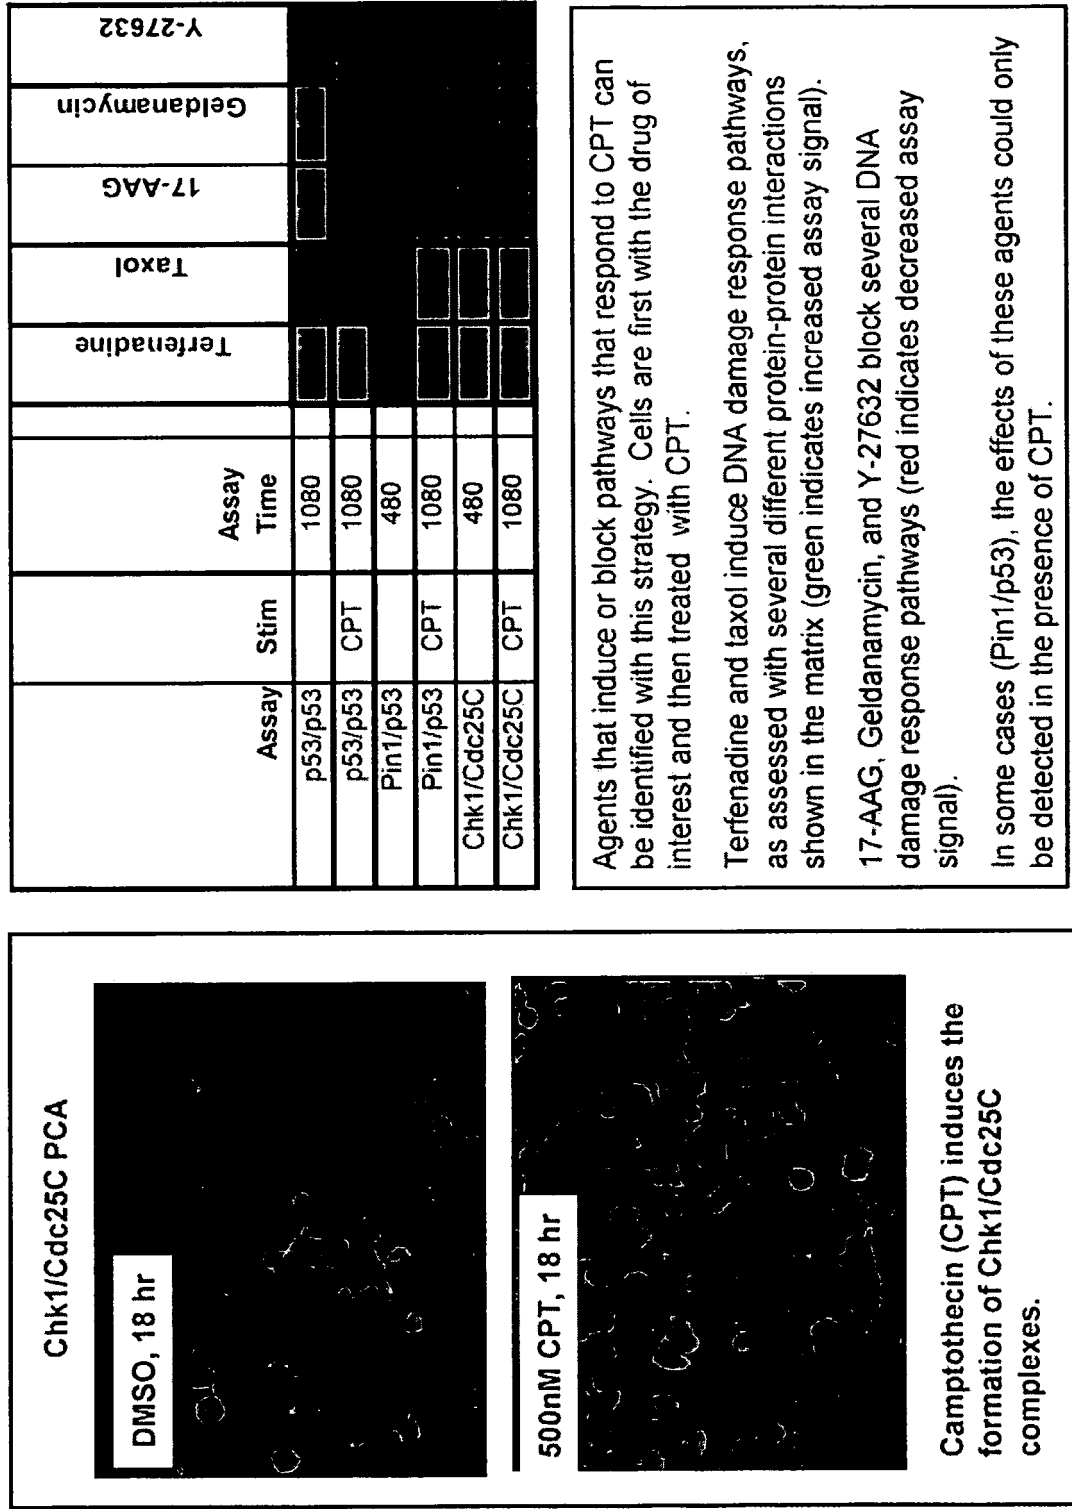 Chk1/Cdc25C PCA
DMSO, 18 hr
500nM CPT, 18 hr
Camptothecin (CPT) induces the
formation of Chk1/Cdc25C
complexes.
Assay Stim Assay Time Terfenadine Taxol 17-AAG Geldanamycin Y-27632
p53/p53 1080
p53/p53 CPT 1080
Pin1/p53 480
Pin1/p53 CPT 1080
Chk1/Cdc25C 480
Chk1/Cdc25C CPT 1080
Agents that induce or block pathways that respond to CPT can
be identified with this strategy. Cells are first with the drug of
interest and then treated with CPT.
Terfenadine and taxol induce DNA damage response pathways,
as assessed with several different protein-protein interactions
shown in the matrix (green indicates increased assay signal).
17-AAG, Geldanamycin, and Y-27632 block several DNA
damage response pathways (red indicates decreased assay
signal).
In some cases (Pin1/p53), the effects of these agents could only
be detected in the presence of CPT.